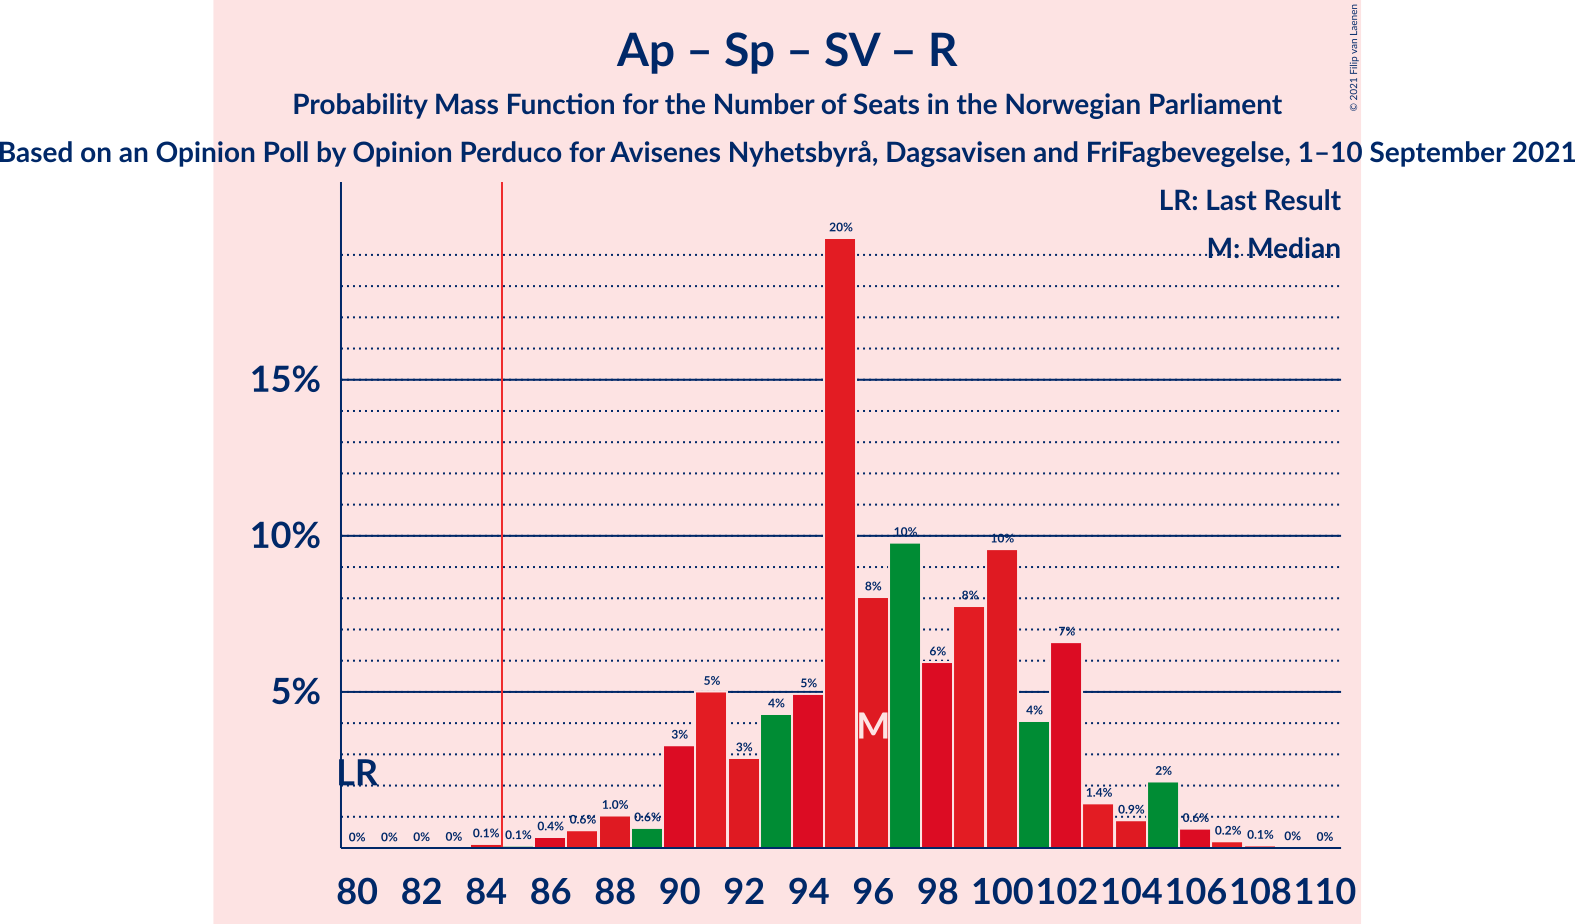 Ap – Sp – SV – R
Probability Mass Function for the Number of Seats in the Norwegian Parliament
Based on an Opinion Poll by Opinion Perduco for Avisenes Nyhetsbyrå, Dagsavisen and FriFagbevegelse, 1–10 September 2021
© 2021 Filip van Laenen
LR: Last Result
M: Median
15%
10%
5%
LR
M
0% 0% 0% 0% 0.1% 0.1% 0.4% 0.6% 1.0% 0.6% 3% 5% 3% 4% 5% 20% 8% 10% 6% 8% 10% 4% 7% 1.4% 0.9% 2% 0.6% 0.2% 0.1% 0% 0%
80 82 84 86 88 90 92 94 96 98 100 102 104 106 108 110